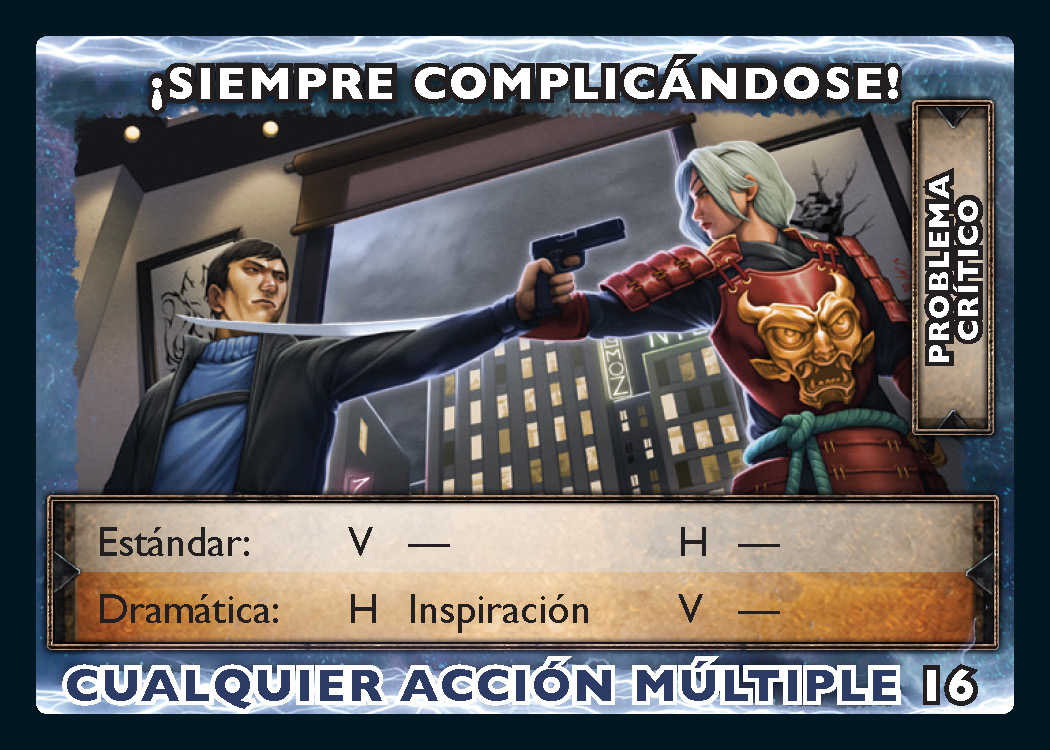 ¡SIEMPRE COMPLICÁNDOSE!
PROBLEMA
CRÍTICO
Estándar: V — H —
Dramática: H Inspiración V —
CUALQUIER ACCIÓN MÚLTIPLE 16